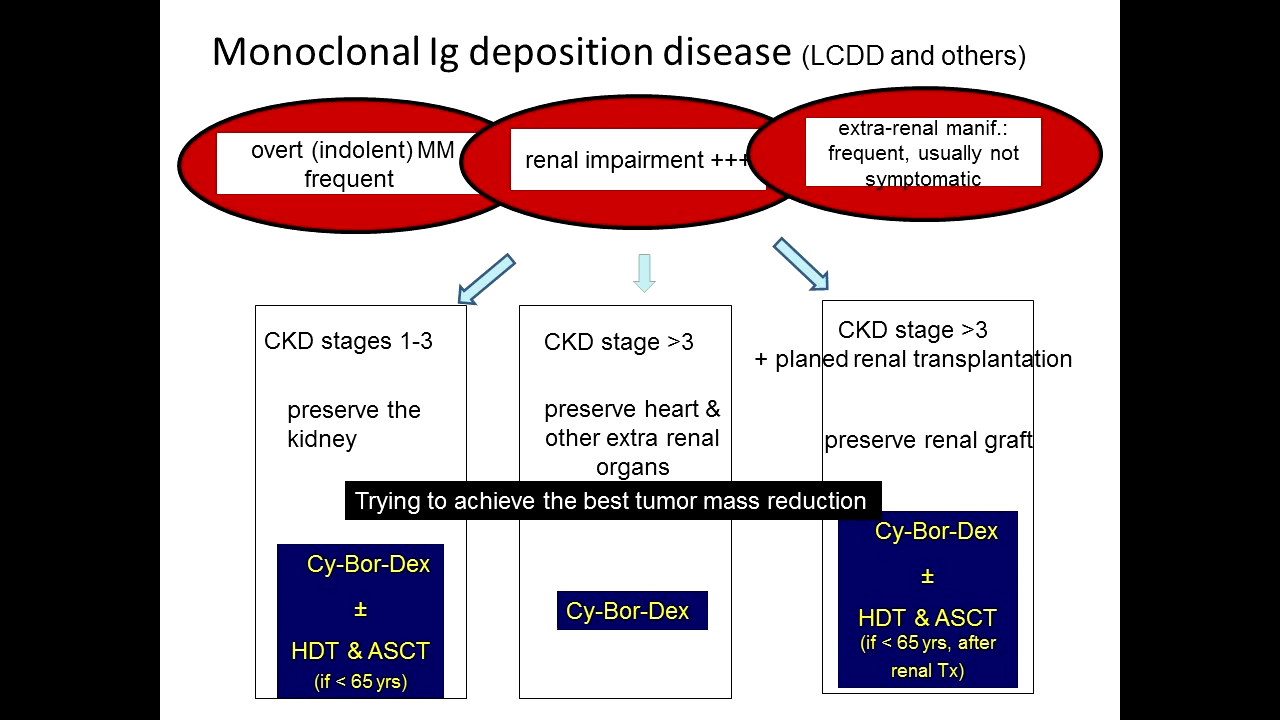 Monoclonal Ig deposition disease (LCDD and others)
overt (indolent) MM
frequent
renal impairment +++
extra-renal manif.:
frequent, usually not
symptomatic
CKD stages 1-3
preserve the
kidney
CKD stage >3
preserve heart &
other extra renal
organs
CKD stage >3
+ planed renal transplantation
preserve renal graft
Trying to achieve the best tumor mass reduction
Cy-Bor-Dex
±
HDT & ASCT
(if < 65 yrs)
Cy-Bor-Dex
Cy-Bor-Dex
±
HDT & ASCT
(if < 65 yrs, after
renal Tx)